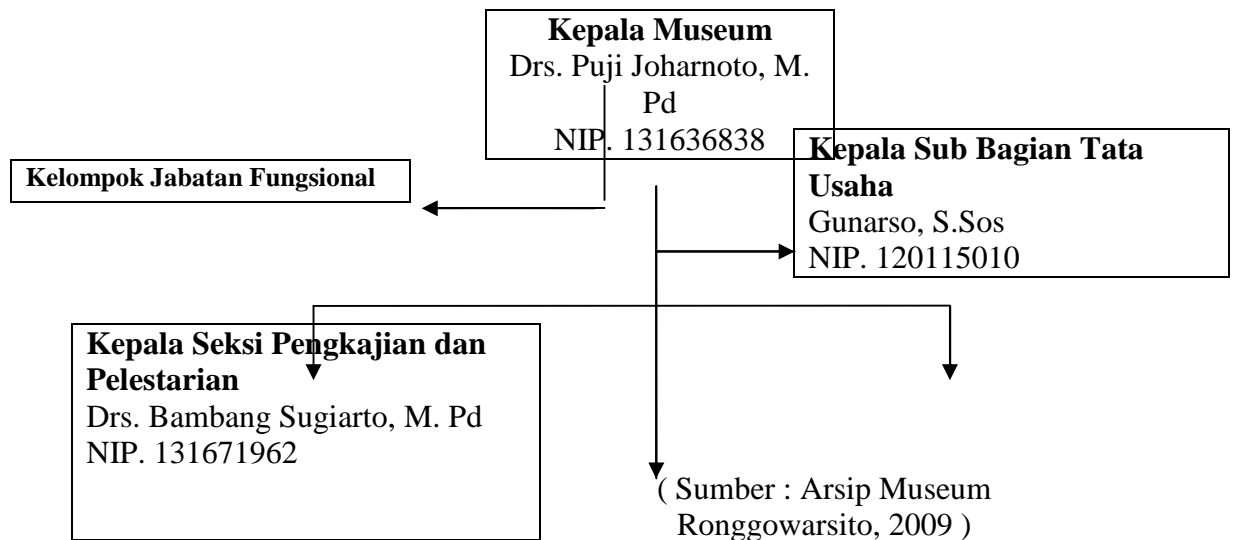 Kepala Museum
Drs. Puji Joharnoto, M.
Pd
NIP. 131636838
Kepala Sub Bagian Tata
Usaha
Gunarso, S.Sos
NIP. 120115010
Kelompok Jabatan Fungsional
Kepala Seksi Pengkajian dan
Pelestarian
Drs. Bambang Sugiarto, M. Pd
NIP. 131671962
( Sumber : Arsip Museum
Ronggowarsito, 2009 )